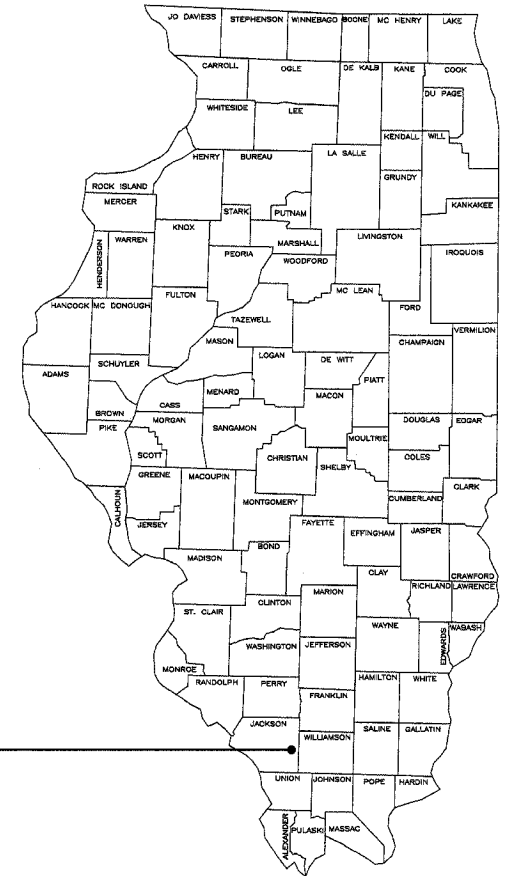 JO DAVIESS STEPHENSON WINNEBAGO BOONE MC HENRY LAKE
CARROLL OGLE DE KALB KANE COOK
DU PAGE
WHITESIDE LEE
KENDALL WILL
HENRY BUREAU LA SALLE
GRUNDY
ROCK ISLAND
MERCER
KANKAKEE
STARK PUTNAM
KNOX
HENDERSON WARREN MARSHALL LIVINGSTON
PEORIA IROQUOIS
WOODFORD
FULTON MC LEAN
HANCOCK MC DONOUGH FORD
TAZEWELL
VERMILION
MASON CHAMPAIGN
LOGAN DE WITT
SCHUYLER
ADAMS PIATT
MENARD MACON
CASS
BROWN MORGAN DOUGLAS EDGAR
PIKE SANGAMON
MOULTRIE
SCOTT CHRISTIAN COLES
SHELBY
GREENE MACOUPIN
CLARK
CALHOUN MONTGOMERY CUMBERLAND
JERSEY FAYETTE
EFFINGHAM JASPER
BOND
MADISON
CLAY CRAWFORD
RICHLAND LAWRENCE
MARION
CLINTON
ST. CLAIR WAYNE
EDWARDS WABASH
WASHINGTON JEFFERSON
MONROE
RANDOLPH PERRY HAMILTON WHITE
FRANKLIN
JACKSON
WILLIAMSON SALINE GALLATIN
UNION JOHNSON POPE HARDIN
ALEXANDER PULASKI MASSAC